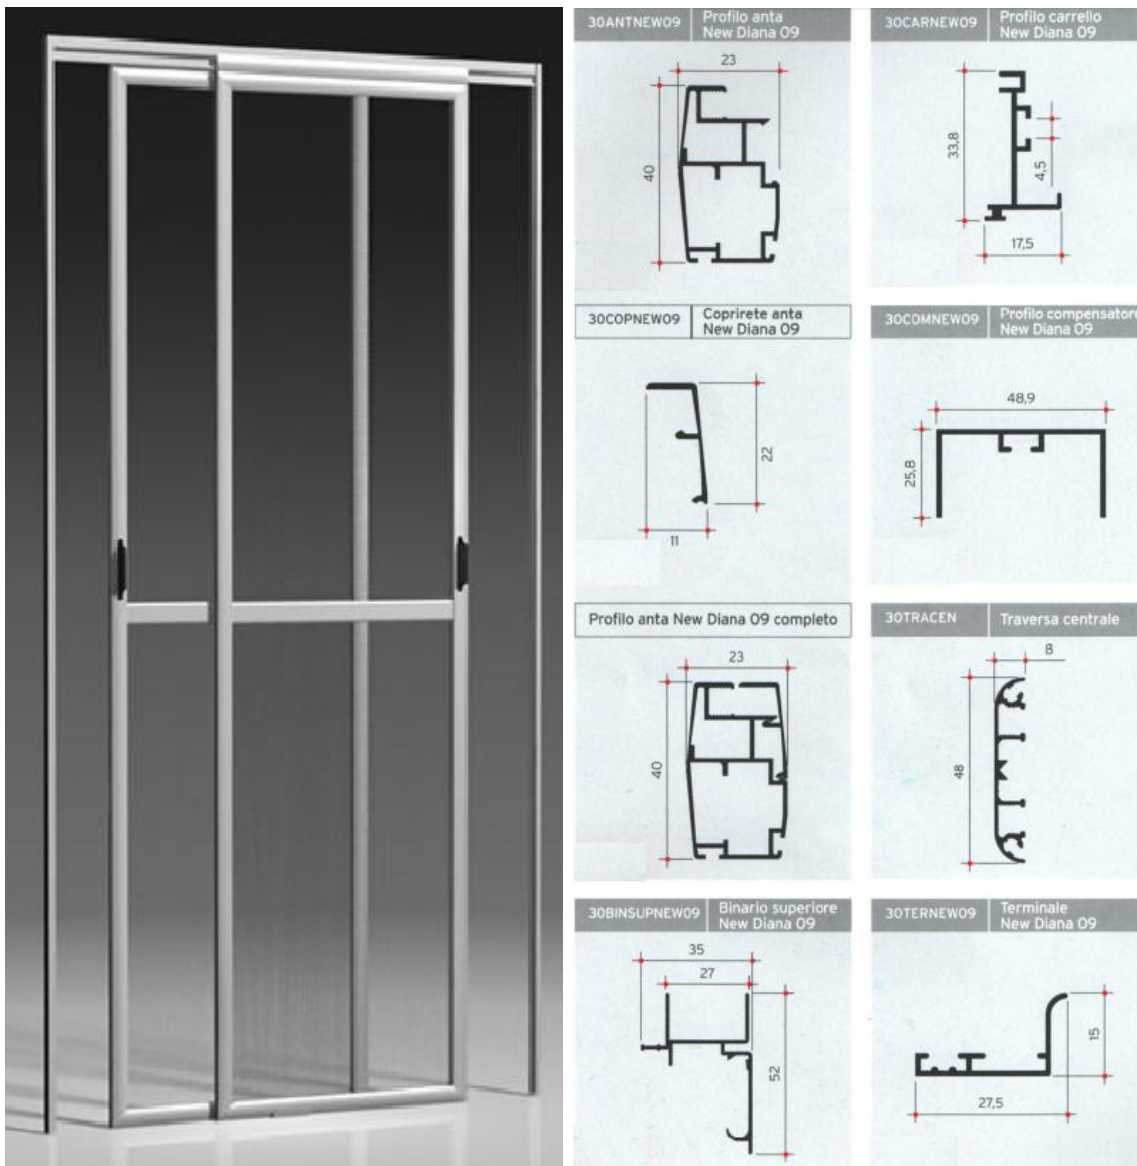 30ANTNEW09
Profilo anta
New Diana 09
23
40
30CARNEW09
Profilo carrello
New Diana 09
33,8
4,5
17,5
30COPNEW09
Coprirete anta
New Diana 09
22
11
30COMNEW09
Profilo compensatore
New Diana 09
48,9
25,8
Profilo anta New Diana 09 completo
23
40
30TRACEN
Traversa centrale
8
48
30BINSUPNEW09
Binario superiore
New Diana 09
35
27
52
30TERNEW09
Terminale
New Diana 09
15
27,5